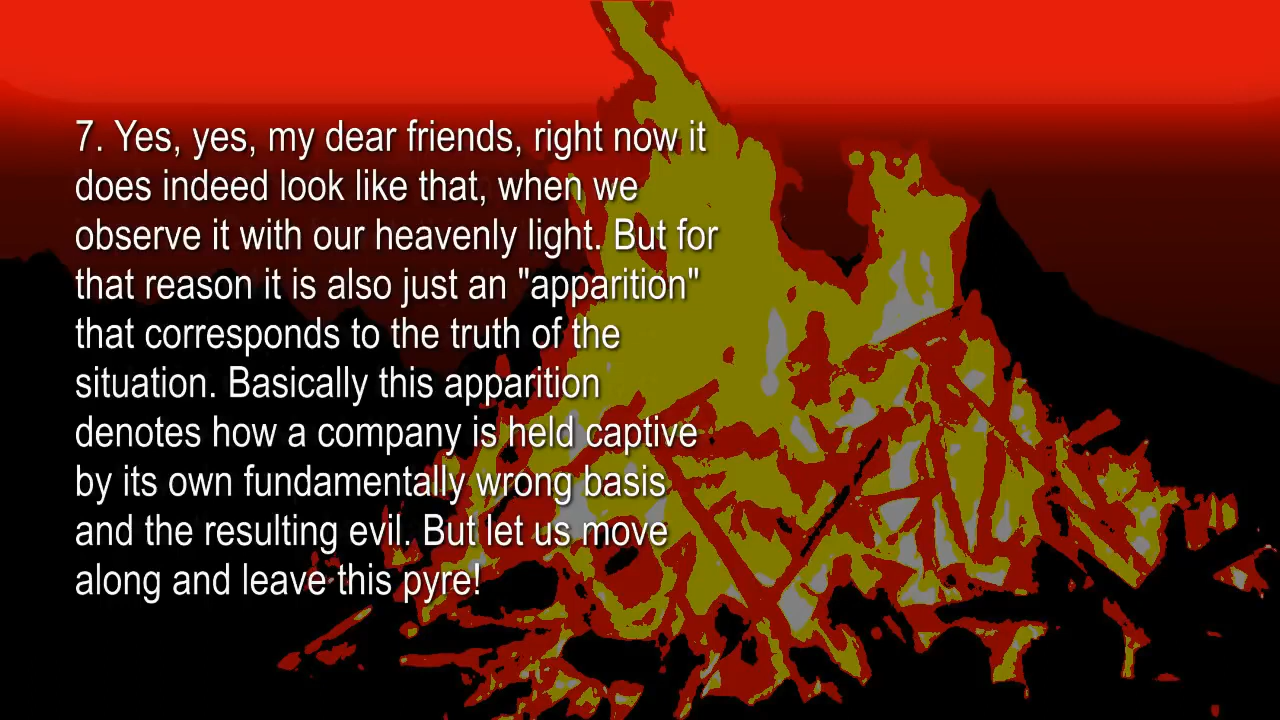 7. Yes, yes, my dear friends, right now it
does indeed look like that, when we
observe it with our heavenly light. But for
that reason it is also just an "apparition"
that corresponds to the truth of the
situation. Basically this apparition
denotes how a company is held captive
by its own fundamentally wrong basis
and the resulting evil. But let us move
along and leave this pyre!